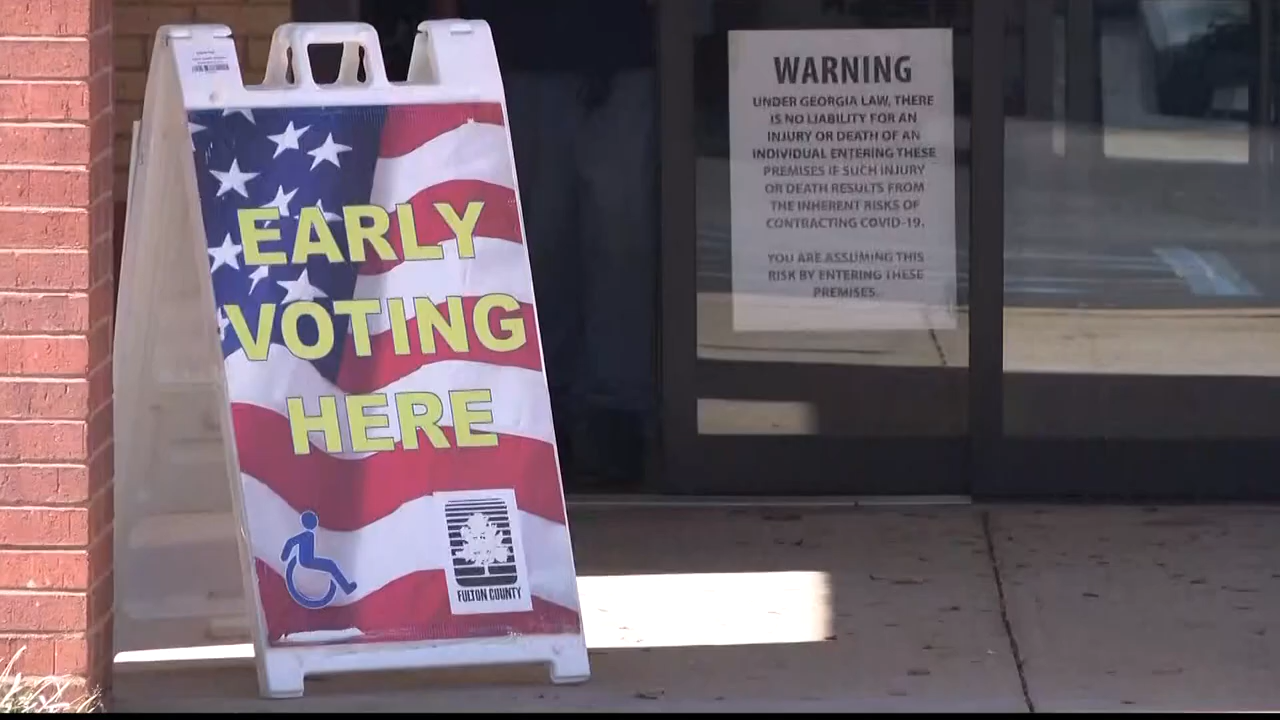 EARLY
VOTING
HERE
FULTON COUNTY
WARNING
UNDER GEORGIA LAW, THERE
IS NO LIABILITY FOR AN
INJURY OR DEATH OF AN
INDIVIDUAL ENTERING THESE
PREMISES IF SUCH INJURY
OR DEATH RESULTS FROM
THE INHERENT RISKS OF
CONTRACTING COVID-19.
YOU ARE ASSUMING THIS
RISK BY ENTERING THESE
PREMISES.